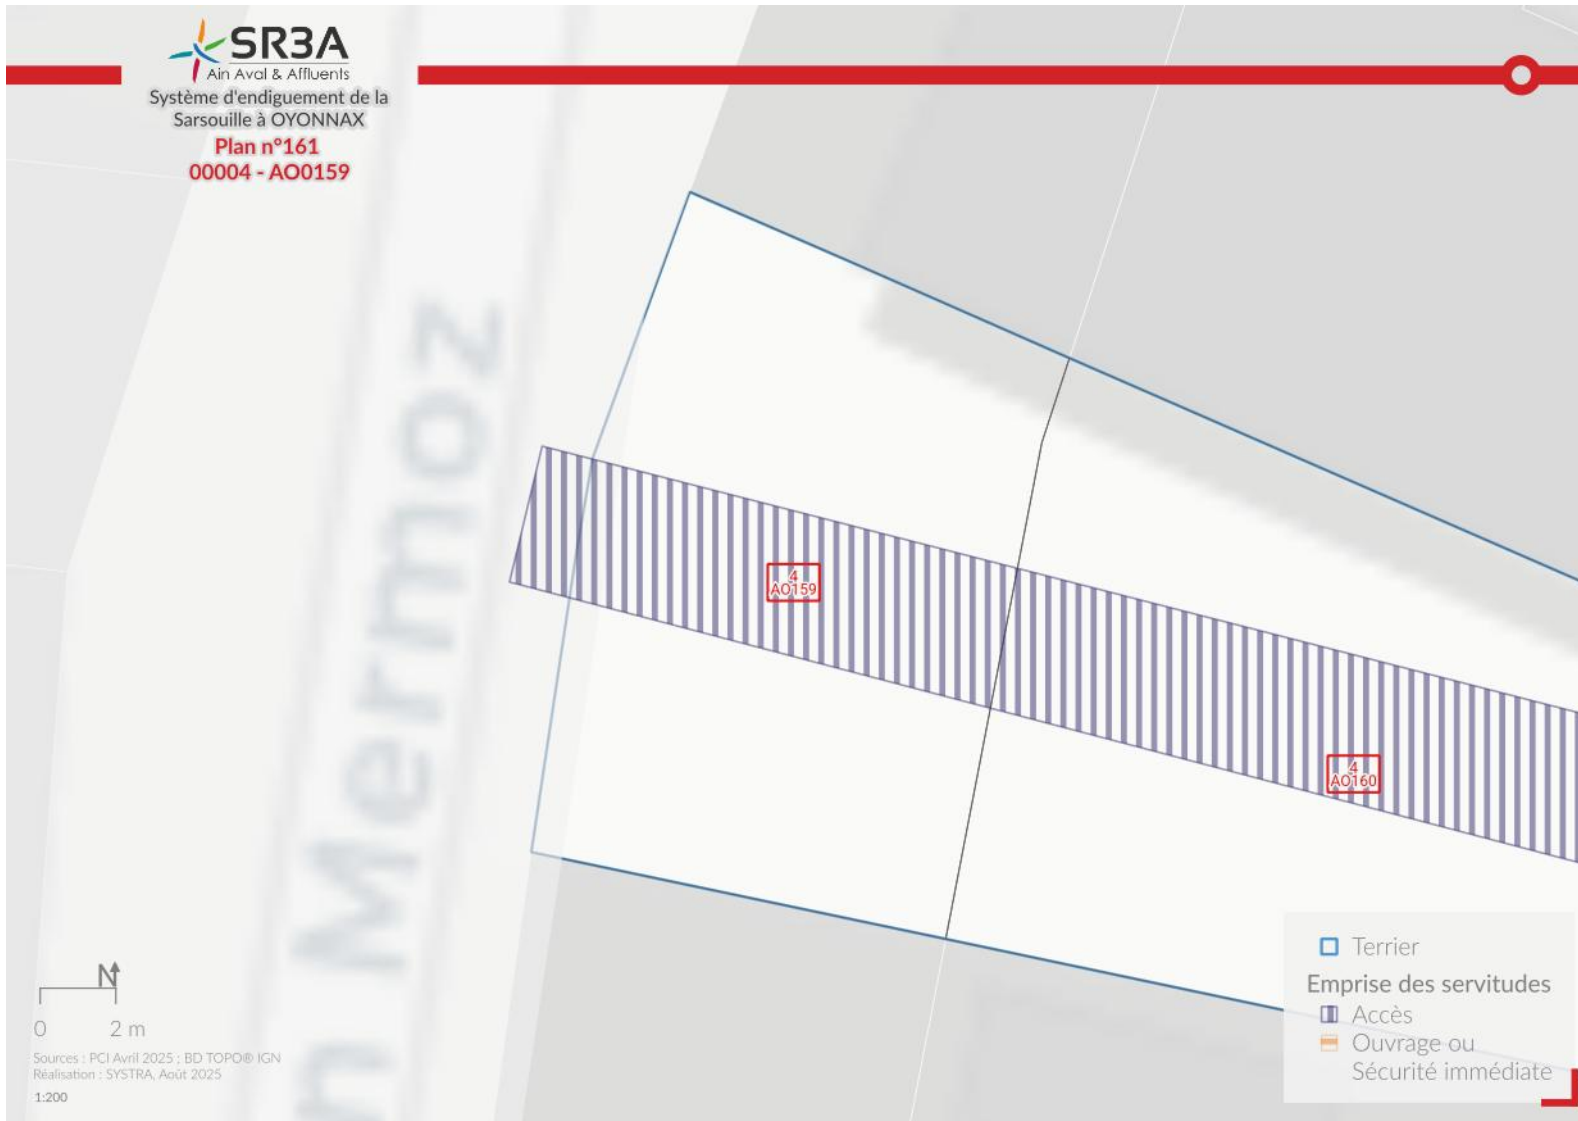 SR3A
Ain Aval & Affluents
Système d'endiguement de la
Sarsouille à OYONNAX
Plan n°161
00004 - AO0159
n Mermoz
4
AO159
4
AO160
N
0 2 m
Sources : PCI Avril 2025 ; BD TOPO® IGN
Réalisation : SYSTRA, Août 2025
1:200
Terrier
Emprise des servitudes
Accès
Ouvrage ou
Sécurité immédiate